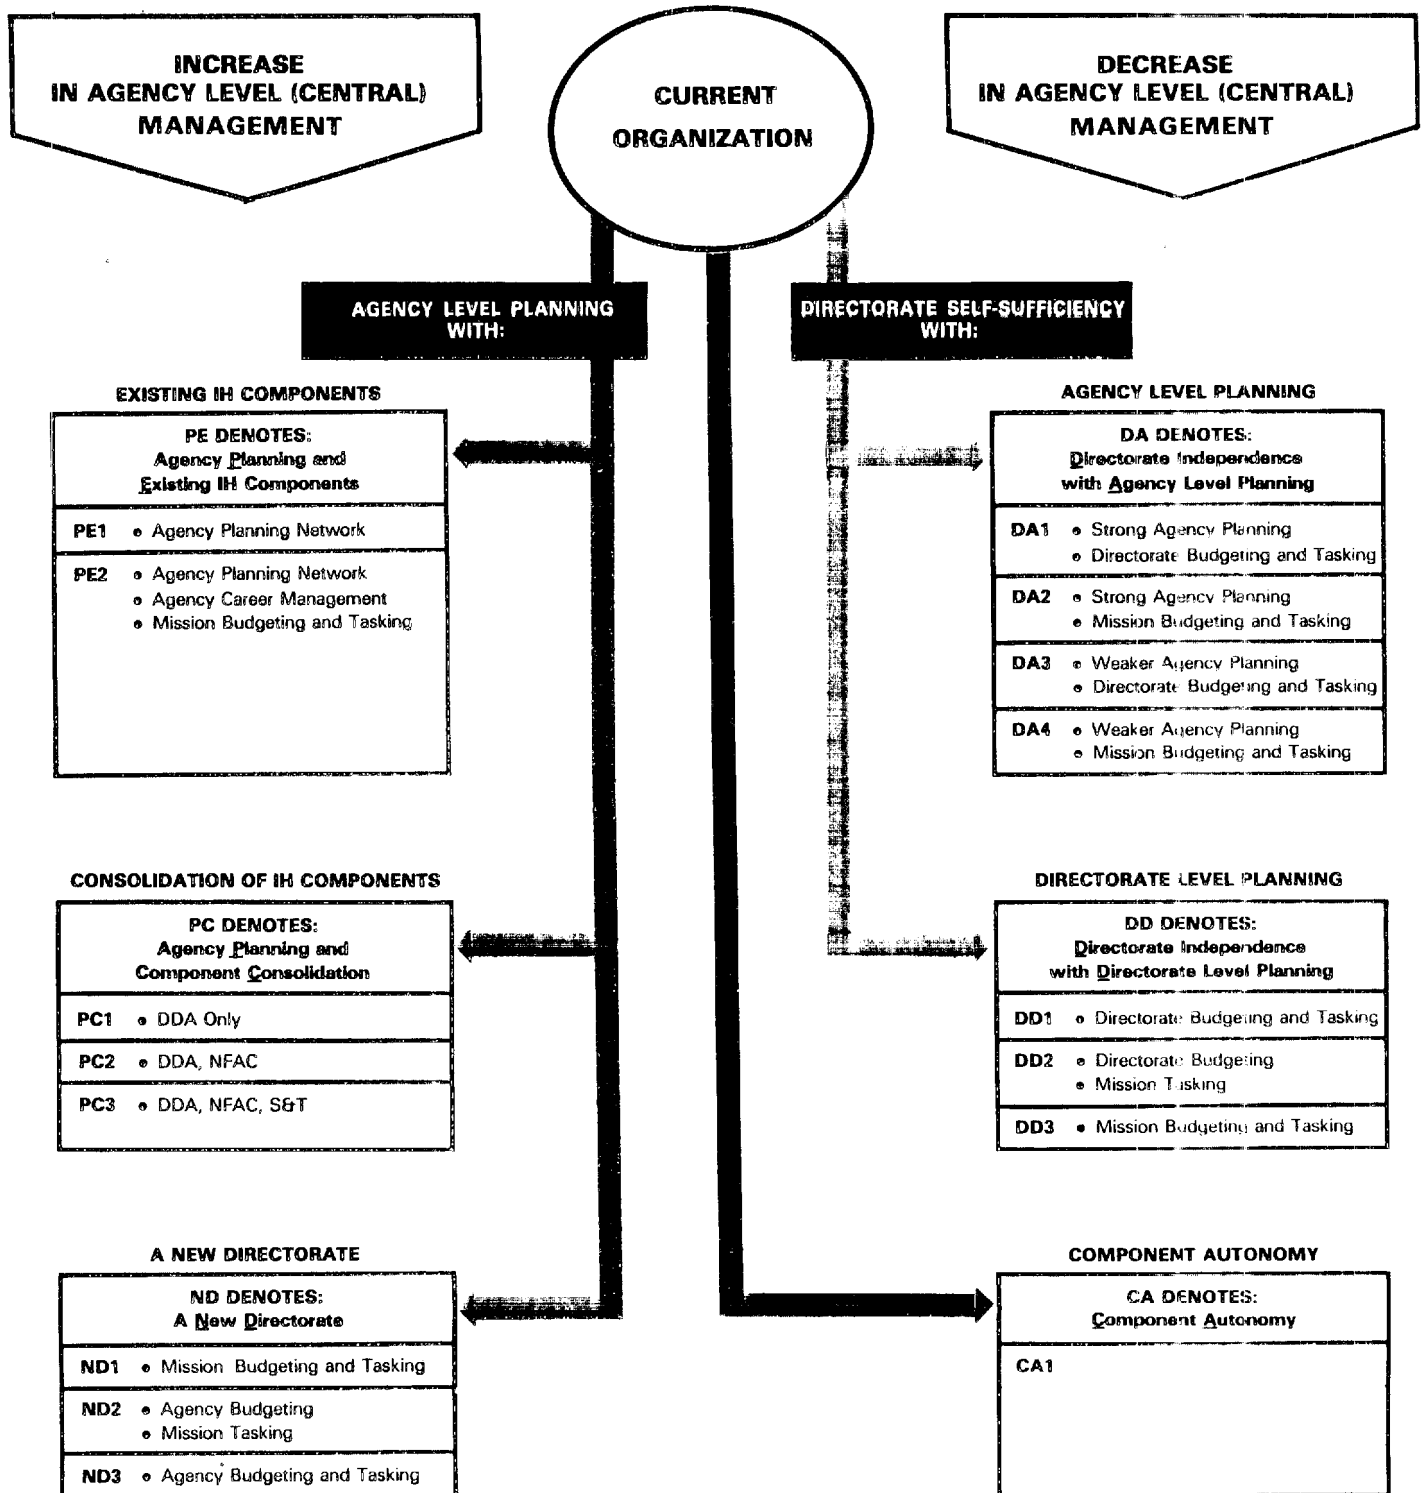 INCREASE
IN AGENCY LEVEL (CENTRAL)
MANAGEMENT
CURRENT
ORGANIZATION
DECREASE
IN AGENCY LEVEL (CENTRAL)
MANAGEMENT
AGENCY LEVEL PLANNING
WITH:
DIRECTORATE SELF-SUFFICIENCY
WITH:
EXISTING IH COMPONENTS
PE DENOTES:
Agency Planning and
Existing IH Components
PE1 • Agency Planning Network
PE2 • Agency Planning Network
• Agency Career Management
• Mission Budgeting and Tasking
AGENCY LEVEL PLANNING
DA DENOTES:
Directorate Independence
with Agency Level Planning
DA1 • Strong Agency Planning
• Directorate Budgeting and Tasking
DA2 • Strong Agency Planning
• Mission Budgeting and Tasking
DA3 • Weaker Agency Planning
• Directorate Budgeting and Tasking
DA4 • Weaker Agency Planning
• Mission Budgeting and Tasking
CONSOLIDATION OF IH COMPONENTS
PC DENOTES:
Agency Planning and
Component Consolidation
PC1 • DDA Only
PC2 • DDA, NFAC
PC3 • DDA, NFAC, S&T
DIRECTORATE LEVEL PLANNING
DD DENOTES:
Directorate Independence
with Directorate Level Planning
DD1 • Directorate Budgeting and Tasking
DD2 • Directorate Budgeting
• Mission Tasking
DD3 • Mission Budgeting and Tasking
A NEW DIRECTORATE
ND DENOTES:
A New Directorate
ND1 • Mission Budgeting and Tasking
ND2 • Agency Budgeting
• Mission Tasking
ND3 • Agency Budgeting and Tasking
COMPONENT AUTONOMY
CA DENOTES:
Component Autonomy
CA1